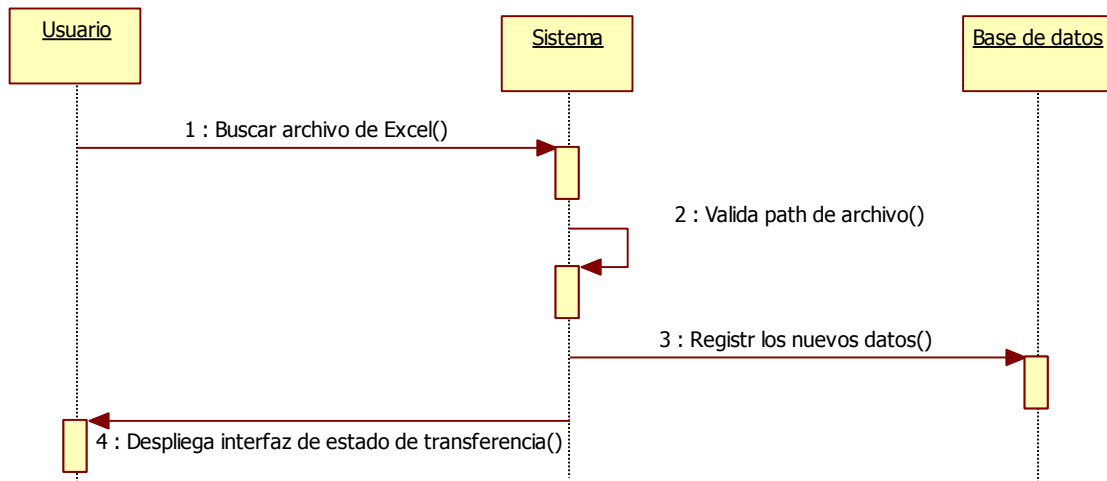 Usuario
Sistema
Base de datos
1 : Buscar archivo de Excel()
2 : Valida path de archivo()
3 : Registr los nuevos datos()
4 : Despliega interfaz de estado de transferencia()